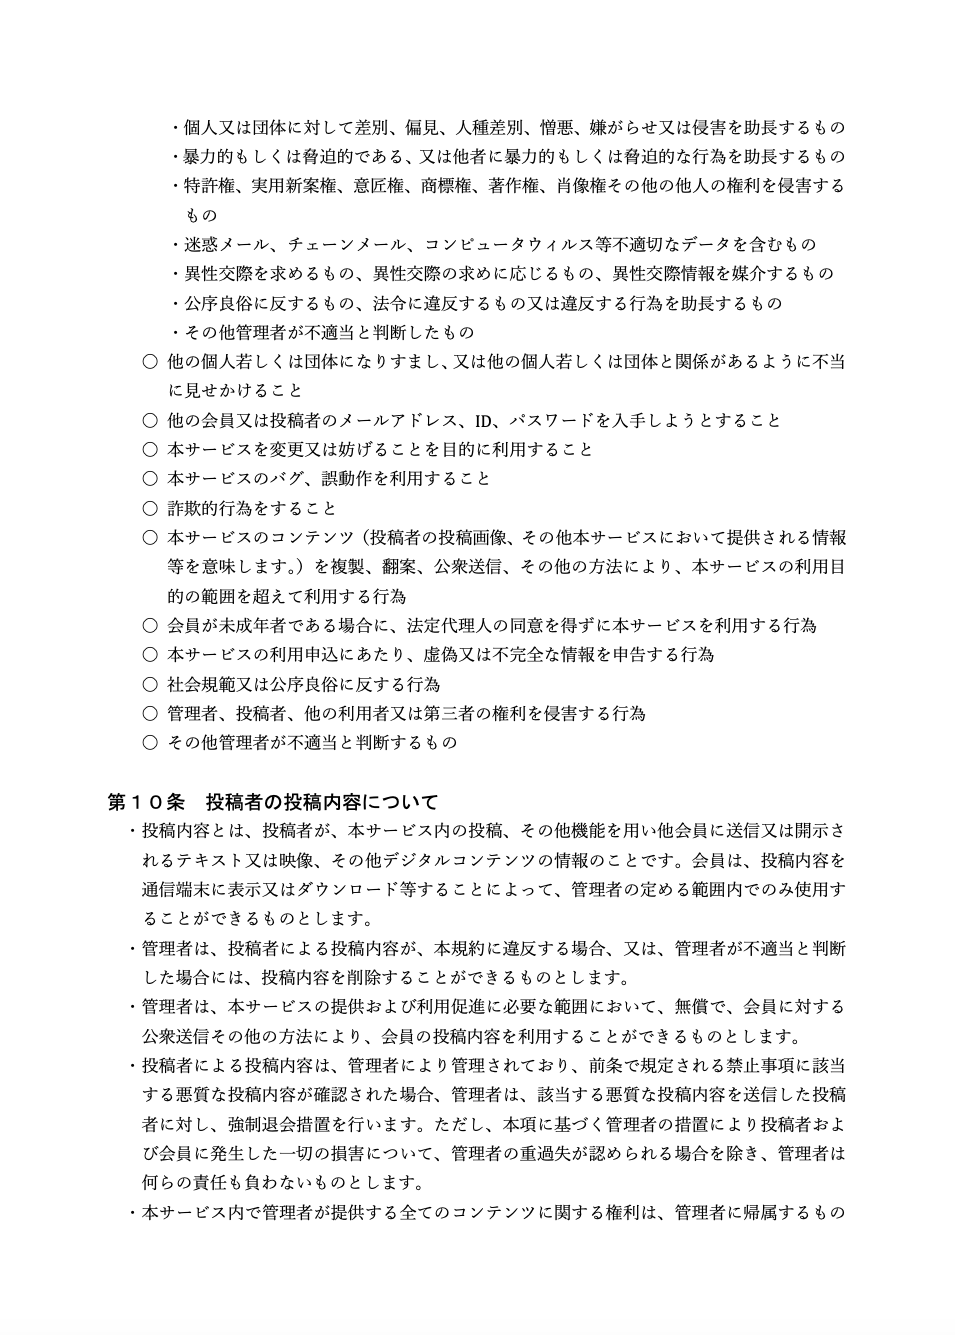 ・個人又は団体に対して差別、偏見、人種差別、憎悪、嫌がらせ又は侵害を助長するもの
・暴力的もしくは脅迫的である、又は他者に暴力的もしくは脅迫的な行為を助長するもの
・特許権、実用新案権、意匠権、商標権、著作権、肖像権その他の他人の権利を侵害する
もの
・迷惑メール、チェーンメール、コンピュータウィルス等不適切なデータを含むもの
・異性交際を求めるもの、異性交際の求めに応じるもの、異性交際情報を媒介するもの
・公序良俗に反するもの、法令に違反するもの又は違反する行為を助長するもの
・その他管理者が不適当と判断したもの
〇 他の個人若しくは団体になりすまし、又は他の個人若しくは団体と関係があるように不当
に見せかけること
〇 他の会員又は投稿者のメールアドレス、ID、パスワードを入手しようとすること
〇 本サービスを変更又は妨げることを目的に利用すること
〇 本サービスのバグ、誤動作を利用すること
〇 詐欺的行為をすること
〇 本サービスのコンテンツ（投稿者の投稿画像、その他本サービスにおいて提供される情報
等を意味します。）を複製、翻案、公衆送信、その他の方法により、本サービスの利用目
的の範囲を超えて利用する行為
〇 会員が未成年者である場合に、法定代理人の同意を得ずに本サービスを利用する行為
〇 本サービスの利用申込にあたり、虚偽又は不完全な情報を申告する行為
〇 社会規範又は公序良俗に反する行為
〇 管理者、投稿者、他の利用者又は第三者の権利を侵害する行為
〇 その他管理者が不適当と判断するもの
第１０条　投稿者の投稿内容について
・投稿内容とは、投稿者が、本サービス内の投稿、その他機能を用い他会員に送信又は開示さ
れるテキスト又は映像、その他デジタルコンテンツの情報のことです。会員は、投稿内容を
通信端末に表示又はダウンロード等することによって、管理者の定める範囲内でのみ使用す
ることができるものとします。
・管理者は、投稿者による投稿内容が、本規約に違反する場合、又は、管理者が不適当と判断
した場合には、投稿内容を削除することができるものとします。
・管理者は、本サービスの提供および利用促進に必要な範囲において、無償で、会員に対する
公衆送信その他の方法により、会員の投稿内容を利用することができるものとします。
・投稿者による投稿内容は、管理者により管理されており、前条で規定される禁止事項に該当
する悪質な投稿内容が確認された場合、管理者は、該当する悪質な投稿内容を送信した投稿
者に対し、強制退会措置を行います。ただし、本項に基づく管理者の措置により投稿者およ
び会員に発生した一切の損害について、管理者の重過失が認められる場合を除き、管理者は
何らの責任も負わないものとします。
・本サービス内で管理者が提供する全てのコンテンツに関する権利は、管理者に帰属するもの